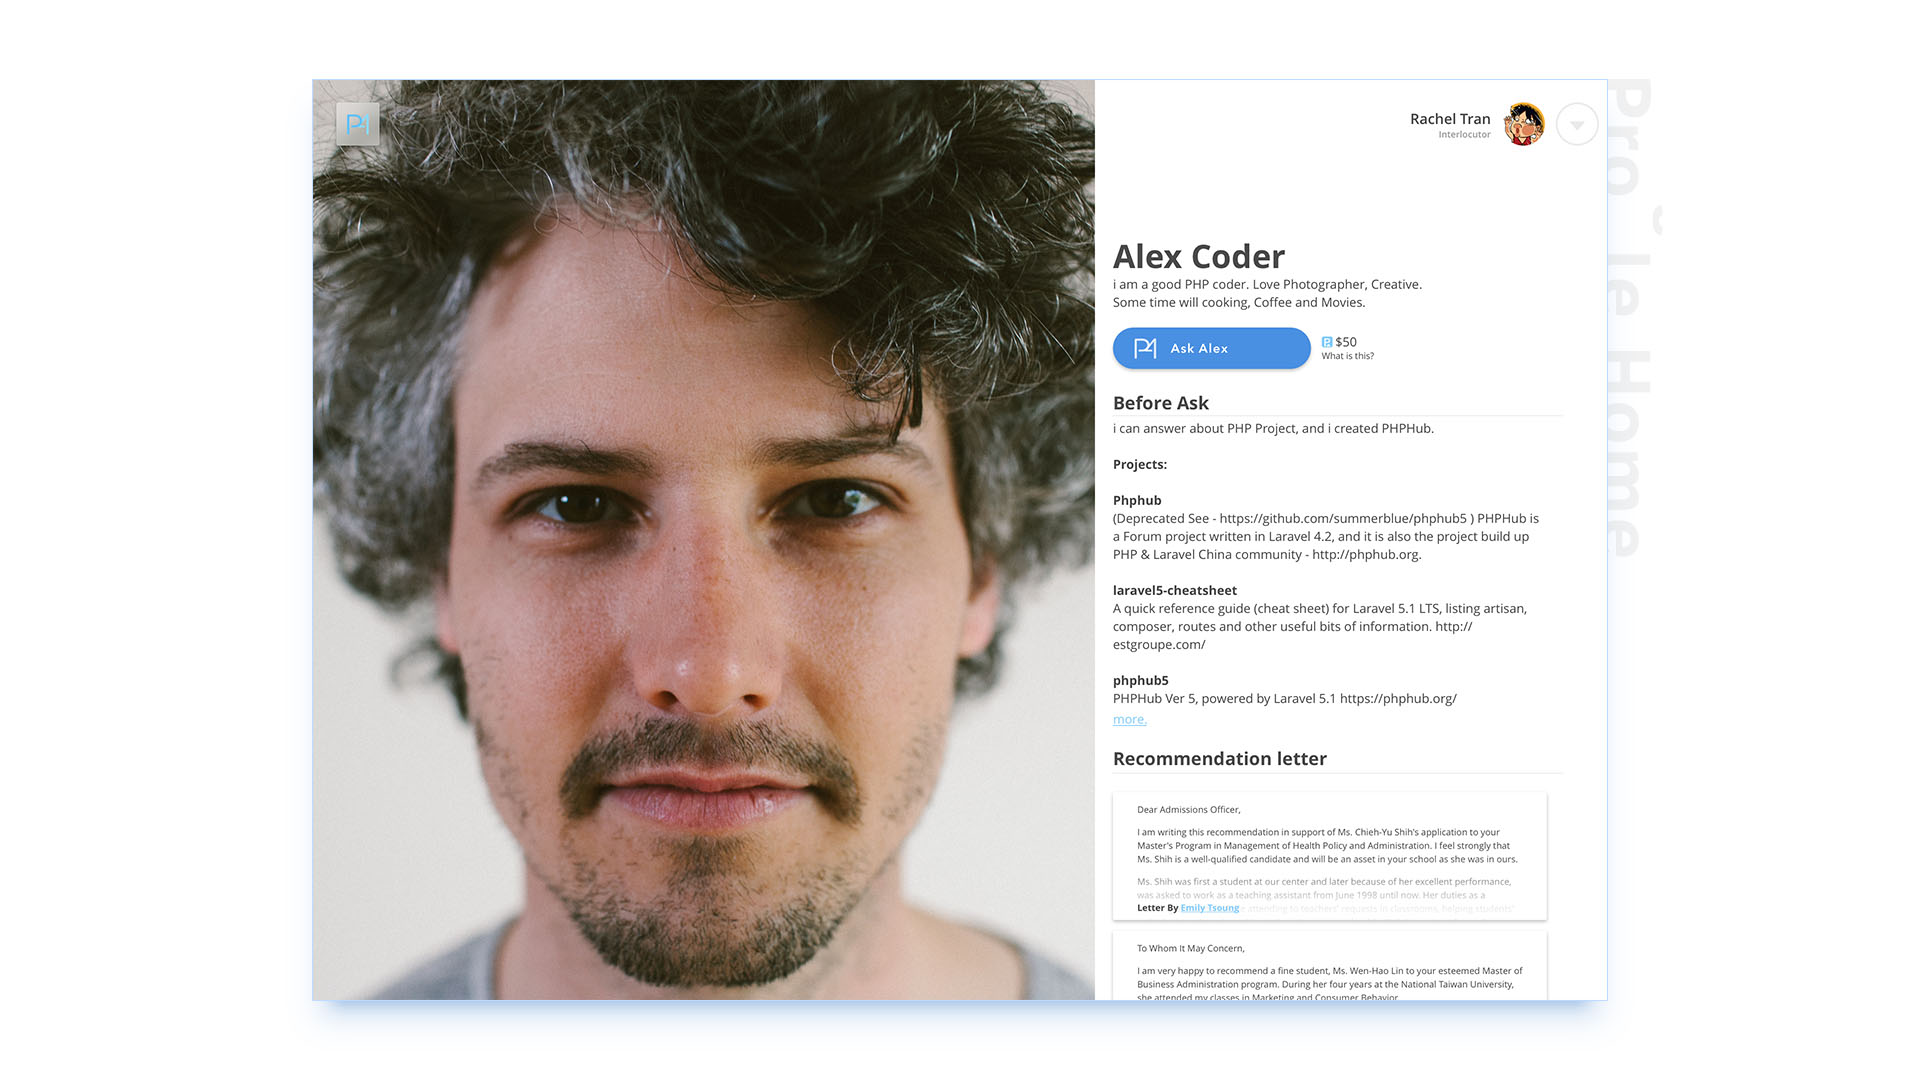 Rachel Tran
Interlocutor
Alex Coder
i am a good PHP coder. Love Photographer, Creative.
Some time will cooking, Coffee and Movies.
Ask Alex
$50
What is this?
Before Ask
i can answer about PHP Project, and i created PHPHub.
Projects:
Phphub
(Deprecated See - https://github.com/summerblue/phphub5 ) PHPHub is
a Forum project written in Laravel 4.2, and it is also the project build up
PHP & Laravel China community - http://phphub.org.
laravel5-cheatsheet
A quick reference guide (cheat sheet) for Laravel 5.1 LTS, listing artisan,
composer, routes and other useful bits of information. http://
estgroupe.com/
phphub5
PHPHub Ver 5, powered by Laravel 5.1 https://phphub.org/
more.
Recommendation letter
Dear Admissions Officer,
I am writing this recommendation in support of Ms. Chieh-Yu Shih's application to your
Master's Program in Management of Health Policy and Administration. I feel strongly that
Ms. Shih is a well-qualified candidate and will be an asset in your school as she was in ours.
Ms. Shih was first a student at our center and later because of her excellent performance,
was asked to work as a teaching assistant from June 1998 until now. Her duties as a
Letter By Emily Tsoung attending to teachers' requests in classrooms, helping students'
To Whom It May Concern,
I am very happy to recommend a fine student, Ms. Wen-Hao Lin to your esteemed Master of
Business Administration program. During her four years at the National Taiwan University,
she attended my classes in Marketing and Consumer Behavior
Pro˘le Home